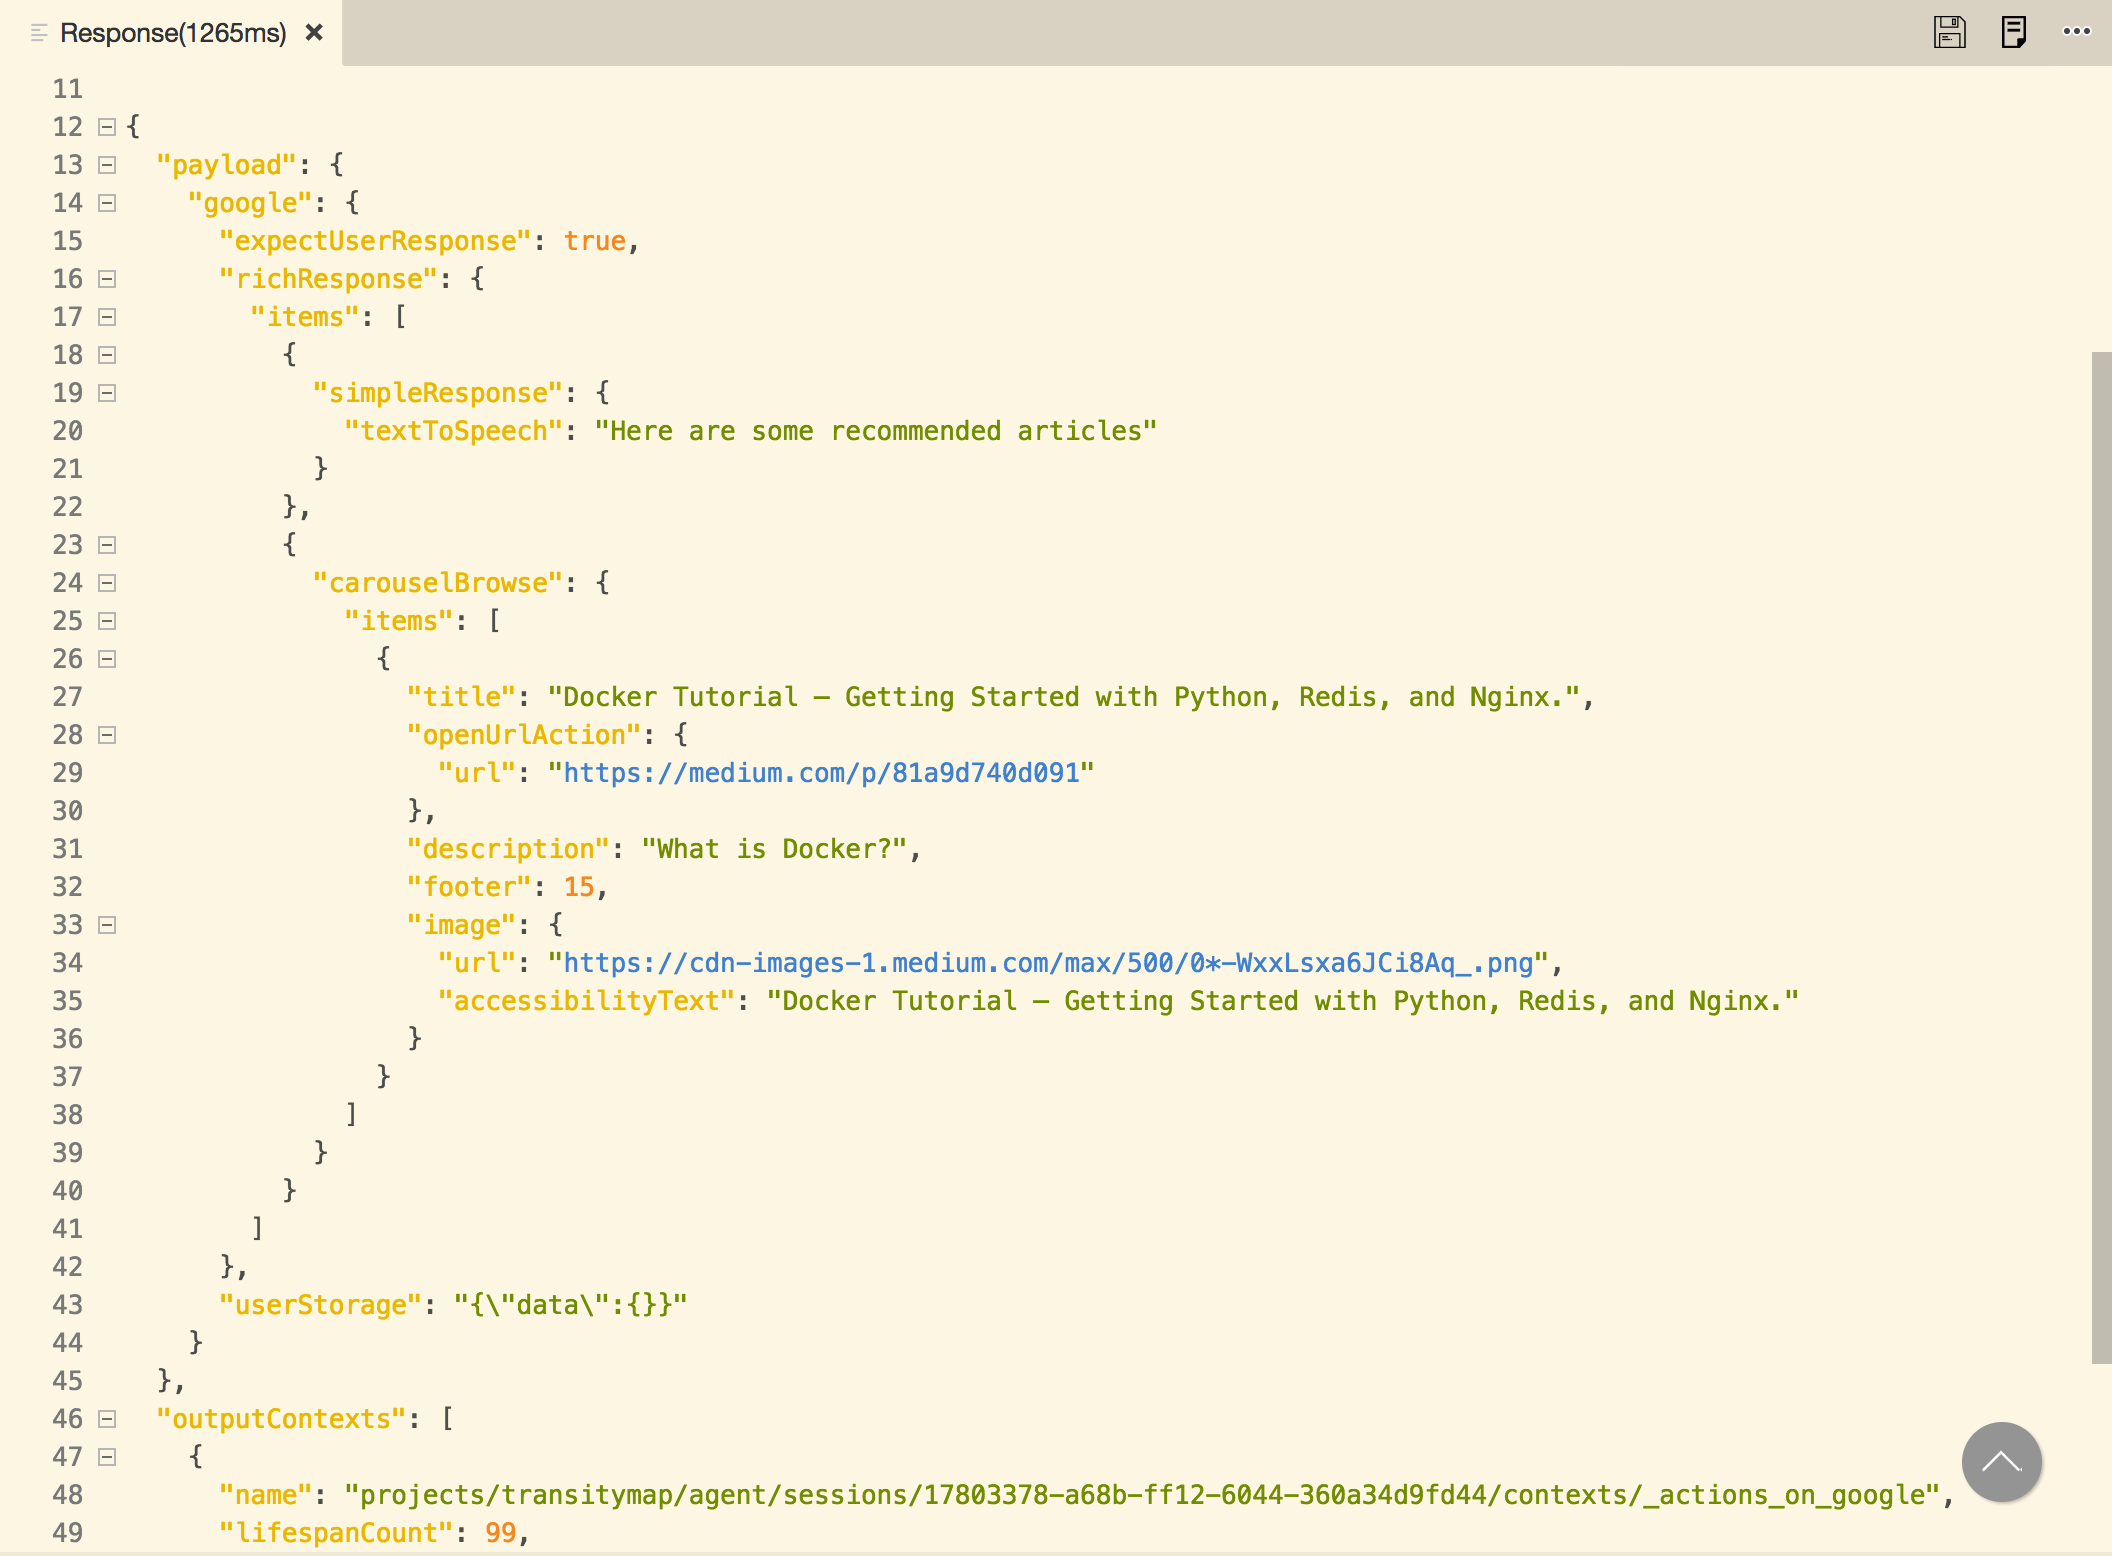 Response(1265ms)
11
12 {
13 "payload": {
14 "google": {
15 "expectUserResponse": true,
16 "richResponse": {
17 "items": [
18 {
19 "simpleResponse": {
20 "textToSpeech": "Here are some recommended articles"
21 }
22 },
23 {
24 "carouselBrowse": {
25 "items": [
26 {
27 "title": "Docker Tutorial — Getting Started with Python, Redis, and Nginx.",
28 "openUrlAction": {
29 "url": "https://medium.com/p/81a9d740d091"
30 },
31 "description": "What is Docker?",
32 "footer": 15,
33 "image": {
34 "url": "https://cdn-images-1.medium.com/max/500/0*-WxxLsxa6JCi8Aq_.png",
35 "accessibilityText": "Docker Tutorial — Getting Started with Python, Redis, and Nginx."
36 }
37 }
38 ]
39 }
40 }
41 ]
42 },
43 "userStorage": "{\"data\":{}}"
44 }
45 },
46 "outputContexts": [
47 {
48 "name": "projects/transitymap/agent/sessions/17803378-a68b-ff12-6044-360a34d9fd44/contexts/_actions_on_google",
49 "lifespanCount": 99,